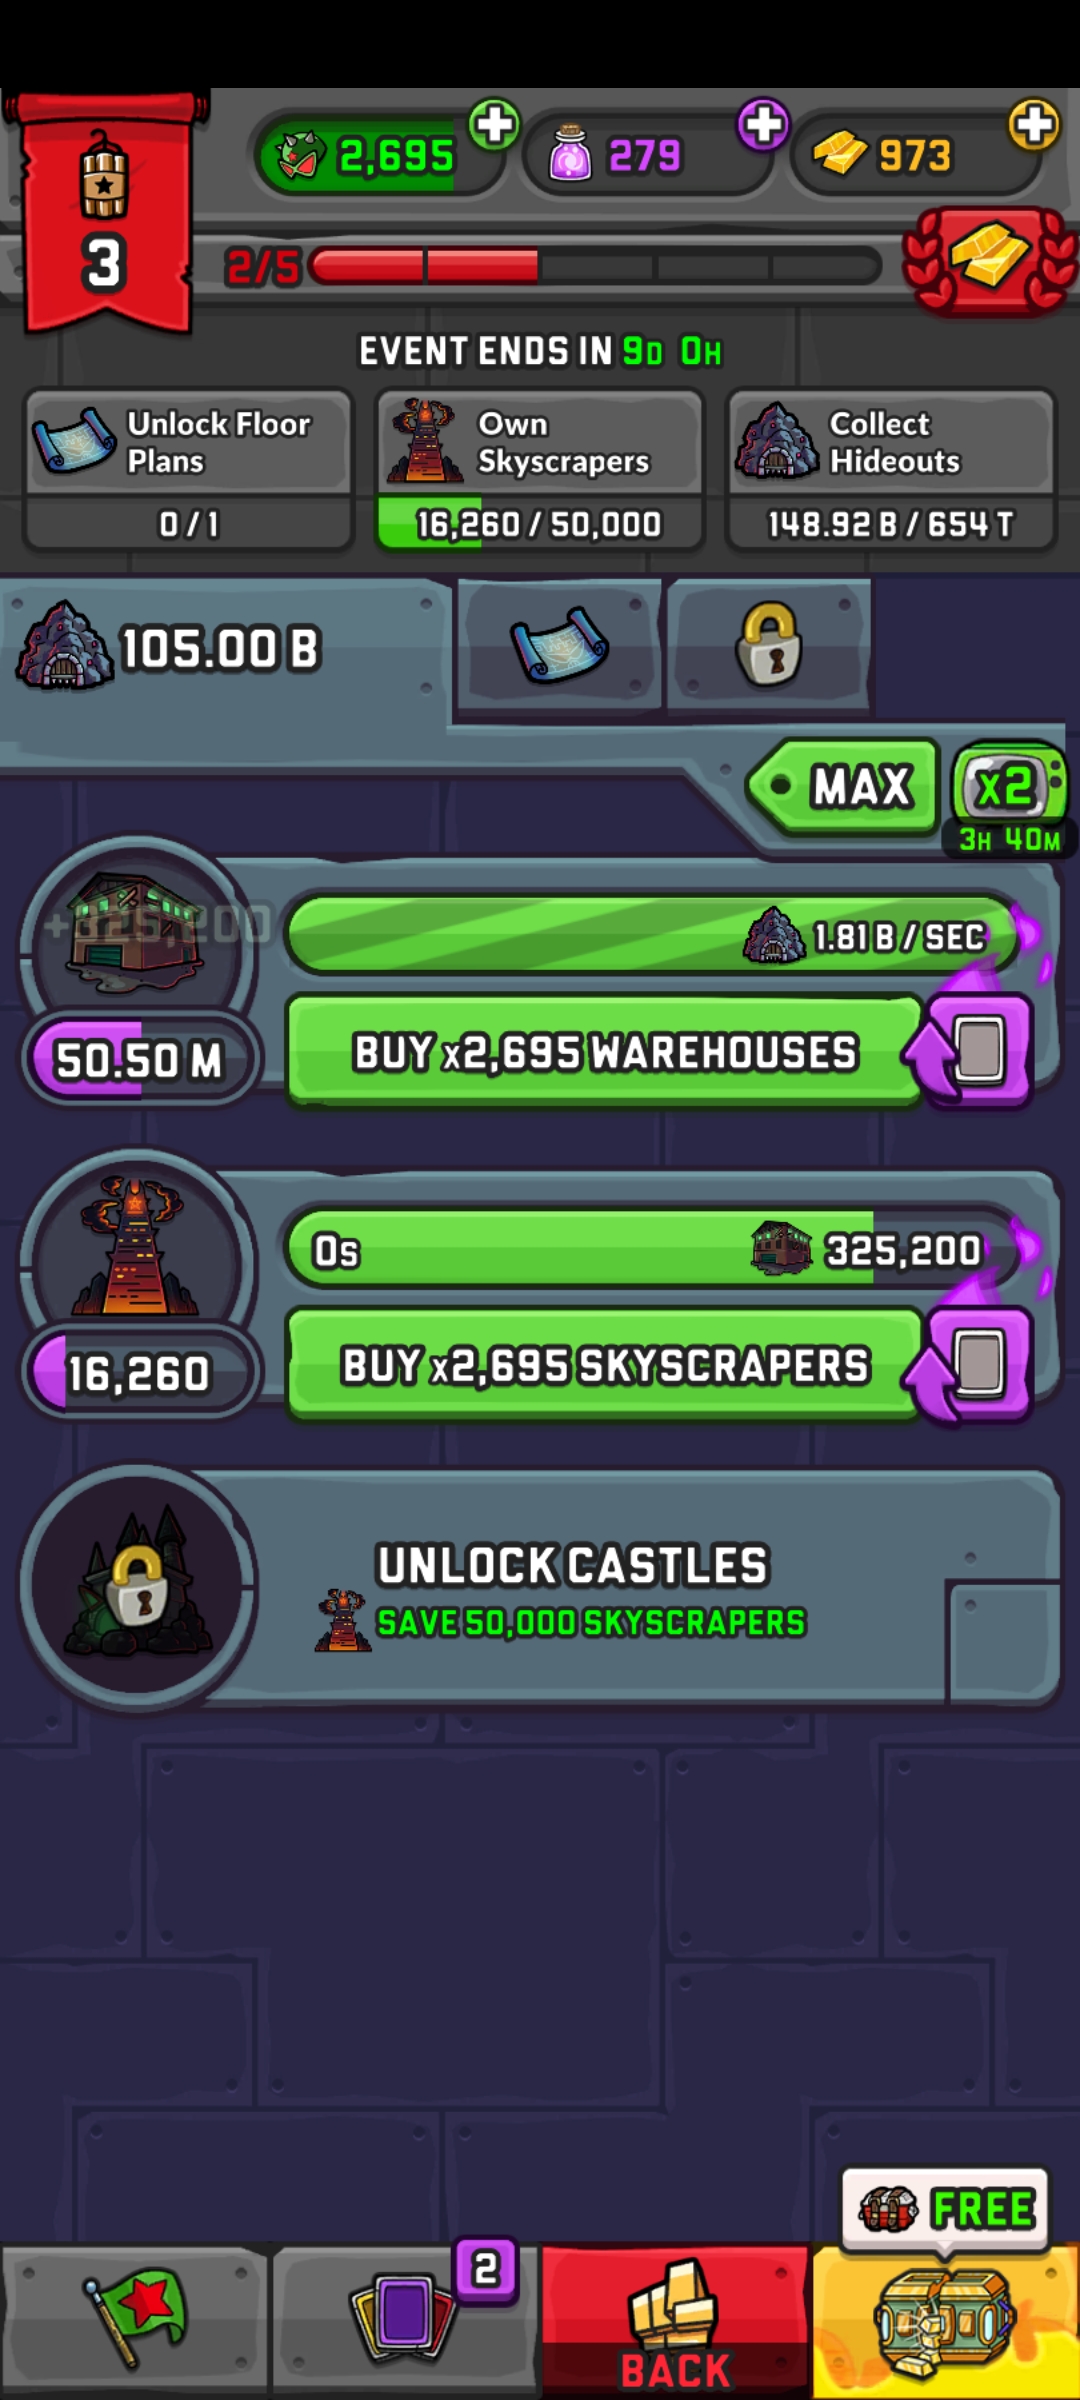 2,695
279
973
3
2/5
EVENT ENDS IN 9D 0H
Unlock Floor Plans
0 / 1
Own Skyscrapers
16,260 / 50,000
Collect Hideouts
148.92 B / 654 T
105.00 B
MAX
x2
3H 40M
+325,200
1.81 B / SEC
50.50 M
BUY x2,695 WAREHOUSES
0s
325,200
16,260
BUY x2,695 SKYSCRAPERS
UNLOCK CASTLES
SAVE 50,000 SKYSCRAPERS
FREE
2
BACK